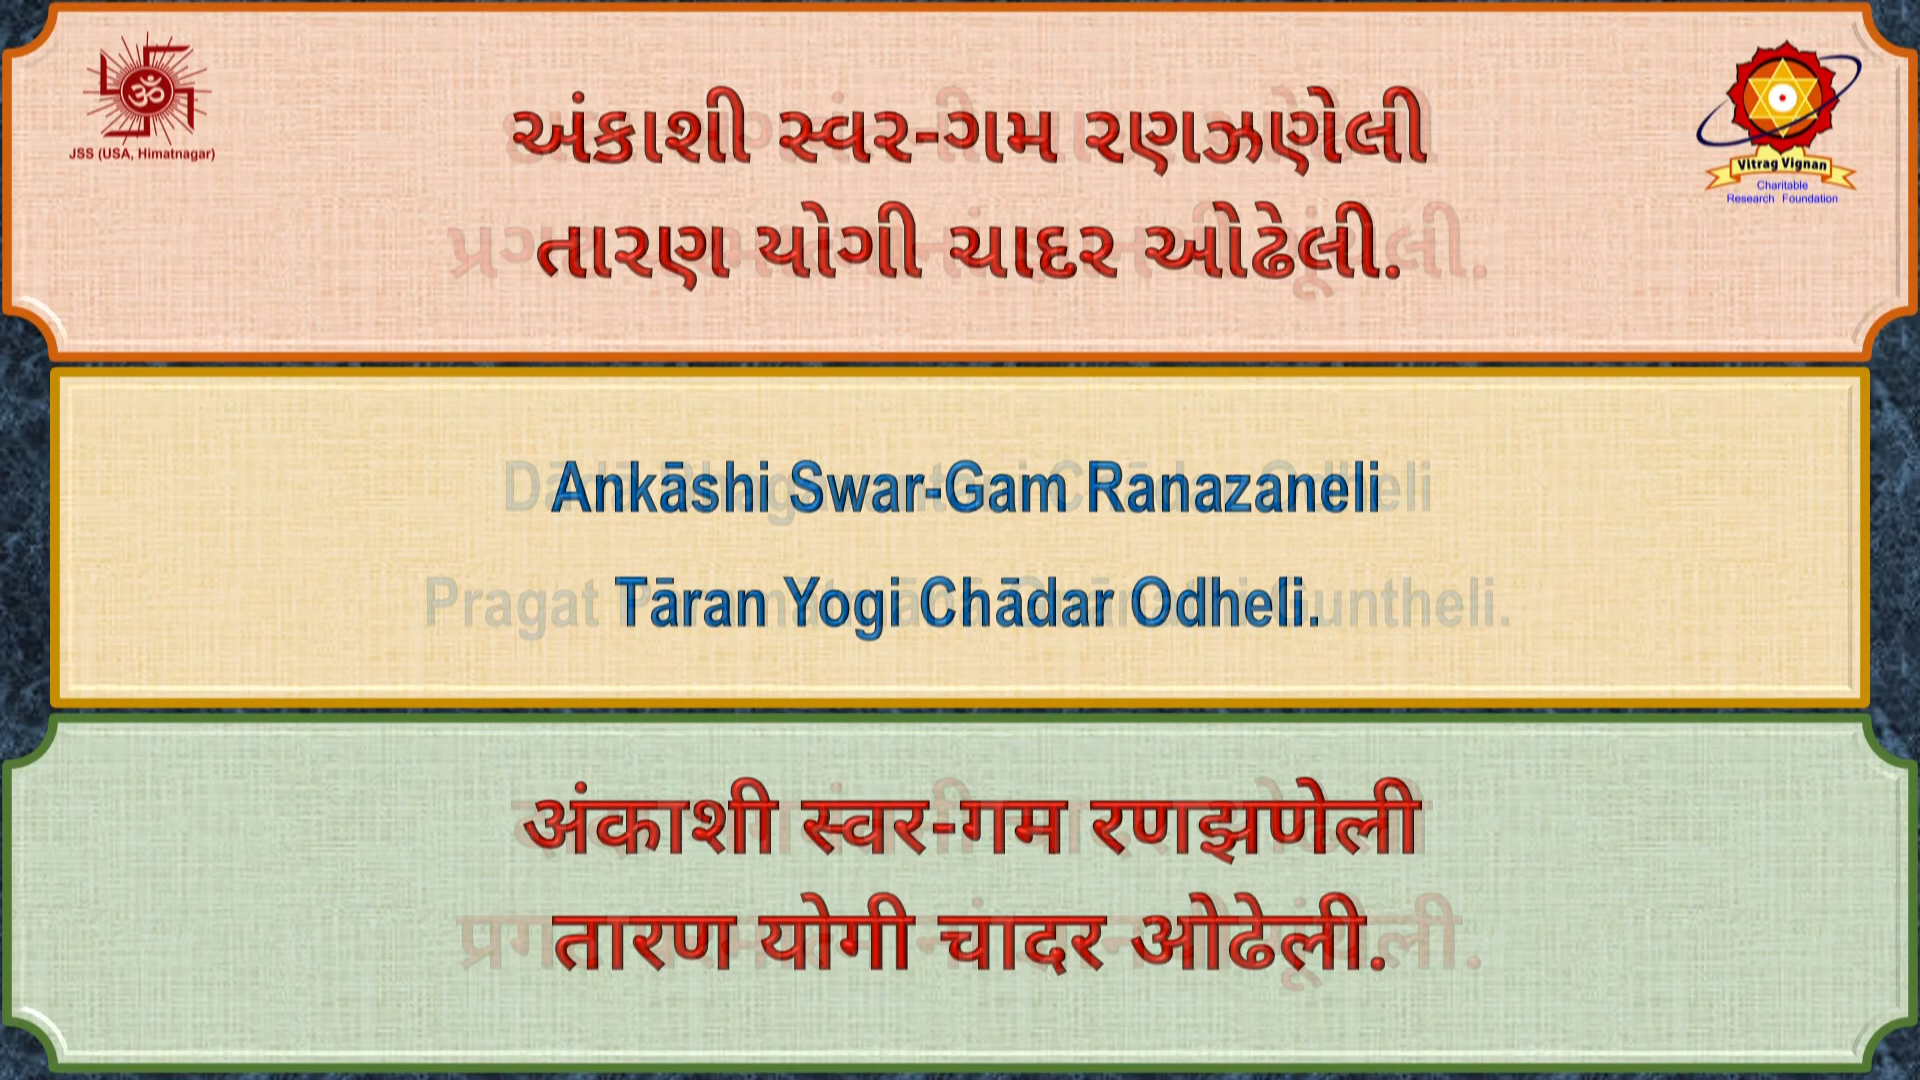 JSS (USA, Himatnagar)
Vitrag Vignan
Charitable
Research Foundation
અંકાશી સ્વર-ગમ રણઝણેલી
તારણ યોગી ચાદર ઓઢેલી.
Ankāshi Swar-Gam Ranazaneli
Tāran Yogi Chādar Odheli.
अंकाशी स्वर-गम रणझणेली
तारण योगी चादर ओढेली.